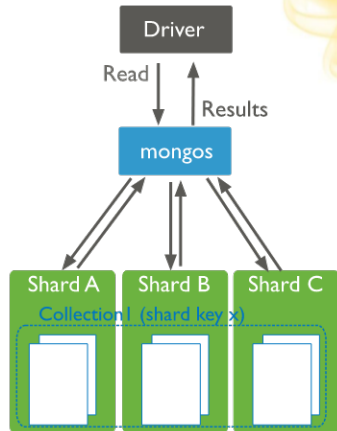 Driver
Read
Results
mongos
Shard A
Shard B
Shard C
Collection1 (shard key x)